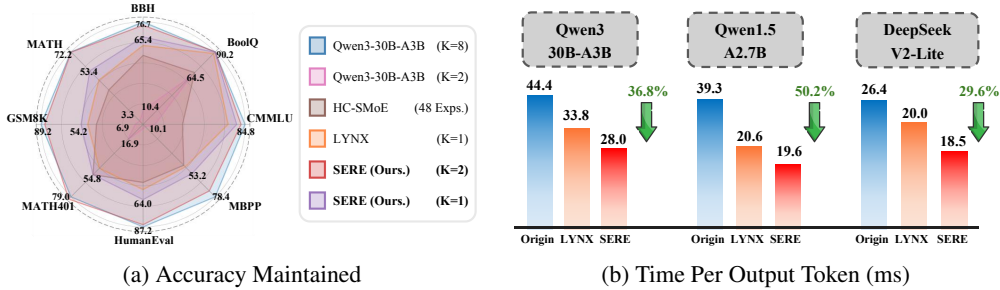 BBH
76.7
65.4
MATH
72.2
53.4
BoolQ
90.2
64.5
10.4
3.3
GSM8K
89.2
54.2
6.9
10.1
CMMLU
84.8
16.9
54.8
53.2
79.0
MATH401
78.4
MBPP
64.0
87.2
HumanEval
Qwen3-30B-A3B (K=8)
Qwen3-30B-A3B (K=2)
HC-SMoE (48 Exps.)
LYNX (K=1)
SERE (Ours.) (K=2)
SERE (Ours.) (K=1)
(a) Accuracy Maintained
Qwen3
30B-A3B
44.4
33.8
28.0
36.8%
Origin LYNX SERE
Qwen1.5
A2.7B
39.3
20.6
19.6
50.2%
Origin LYNX SERE
DeepSeek
V2-Lite
26.4
20.0
18.5
29.6%
Origin LYNX SERE
(b) Time Per Output Token (ms)